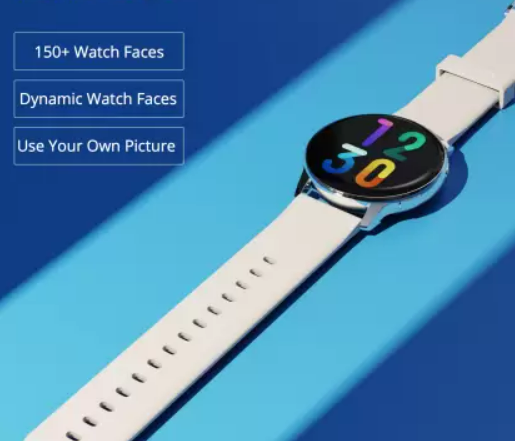 150+ Watch Faces
Dynamic Watch Faces
Use Your Own Picture
12
30